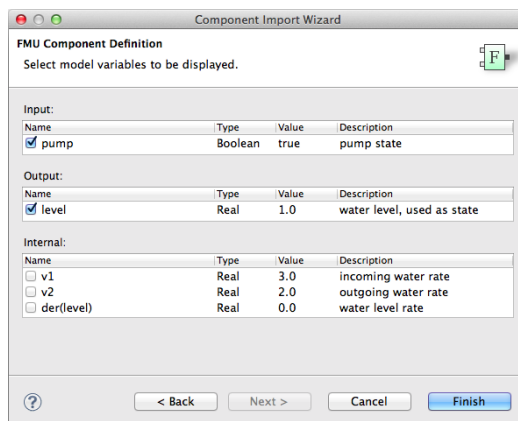 Component Import Wizard
FMU Component Definition
Select model variables to be displayed.
F
Input:
Name Type Value Description
pump Boolean true pump state
Output:
Name Type Value Description
level Real 1.0 water level, used as state
Internal:
Name Type Value Description
v1 Real 3.0 incoming water rate
v2 Real 2.0 outgoing water rate
der(level) Real 0.0 water level rate
? < Back Next > Cancel Finish